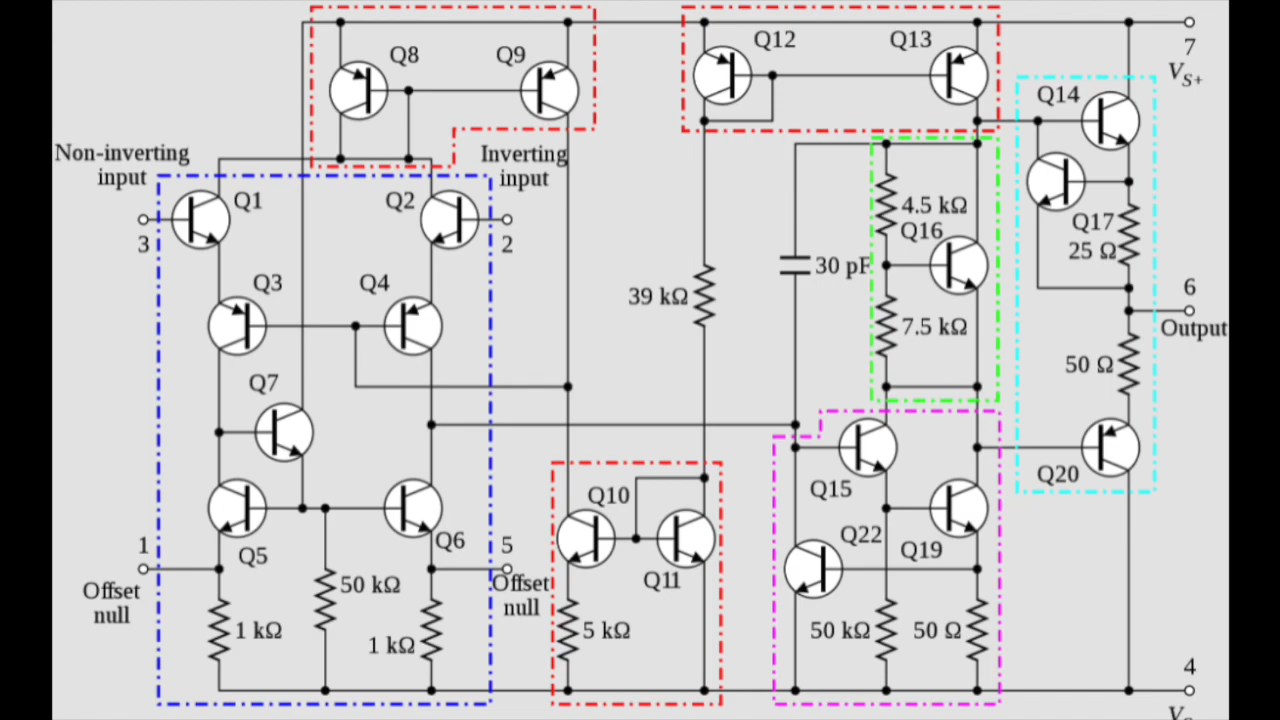 Q8
Q9
Q12
Q13
7
V_S+
Q14
Non-inverting
input
Inverting
input
Q1
Q2
3
2
4.5 kΩ
Q16
Q17
25 Ω
30 pF
Q3
Q4
39 kΩ
6
Output
7.5 kΩ
50 Ω
Q7
Q15
Q20
Q10
Q5
Q6
Q11
Q22
Q19
1
Offset
null
5
Offset
null
50 kΩ
1 kΩ
1 kΩ
5 kΩ
50 kΩ
50 Ω
4